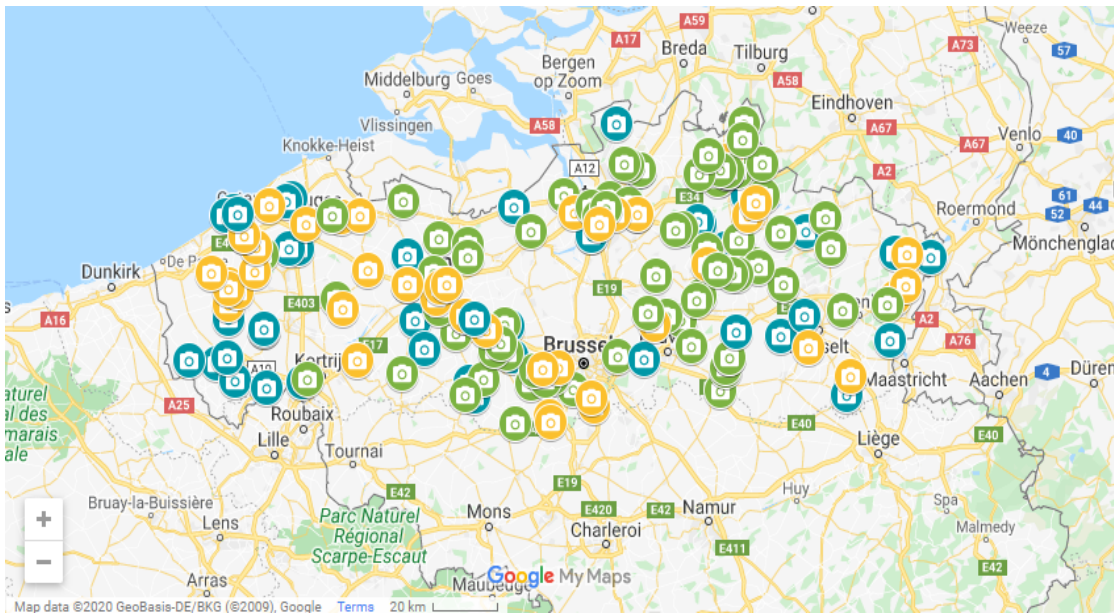 A59
A17
Breda
Tilburg
A73
Weeze
57
Bergen
op Zoom
Middelburg
Goes
A58
Eindhoven
Vlissingen
A58
A67
Venlo
40
Knokke-Heist
A67
A12
A2
E34
61
44
Roermond
52
Mönchenglad
De P
Dunkirk
E19
E403
A16
A2
A76
Brussel
E17
Kortrij
sselt
Maastricht
Aachen
Düren
4
A19
A25
Roubaix
Naturel
al des
marais
ale
Lille
Tournai
E40
Liège
E40
E42
E19
Huy
Bruay-la-Buissière
Mons
E420
E42
Namur
Spa
Lens
Parc Naturel
Régional
Scarpe-Escaut
Charleroi
E411
Malmedy
E42
Arras
Maubeuge
Google My Maps
+
−
Map data ©2020 GeoBasis-DE/BKG (©2009), Google
Terms
20 km